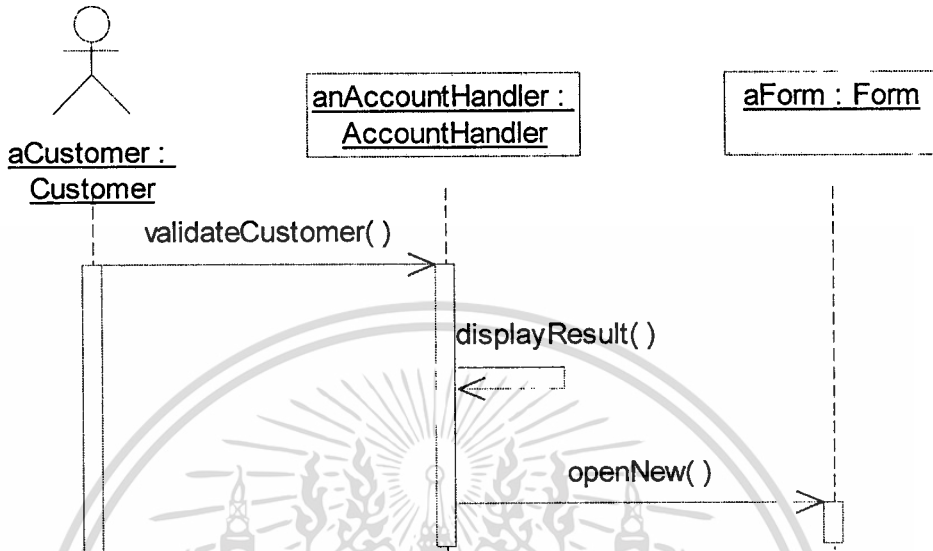 anAccountHandler :
AccountHandler
aForm : Form
aCustomer :
Customer
validateCustomer( )
displayResult( )
openNew( )